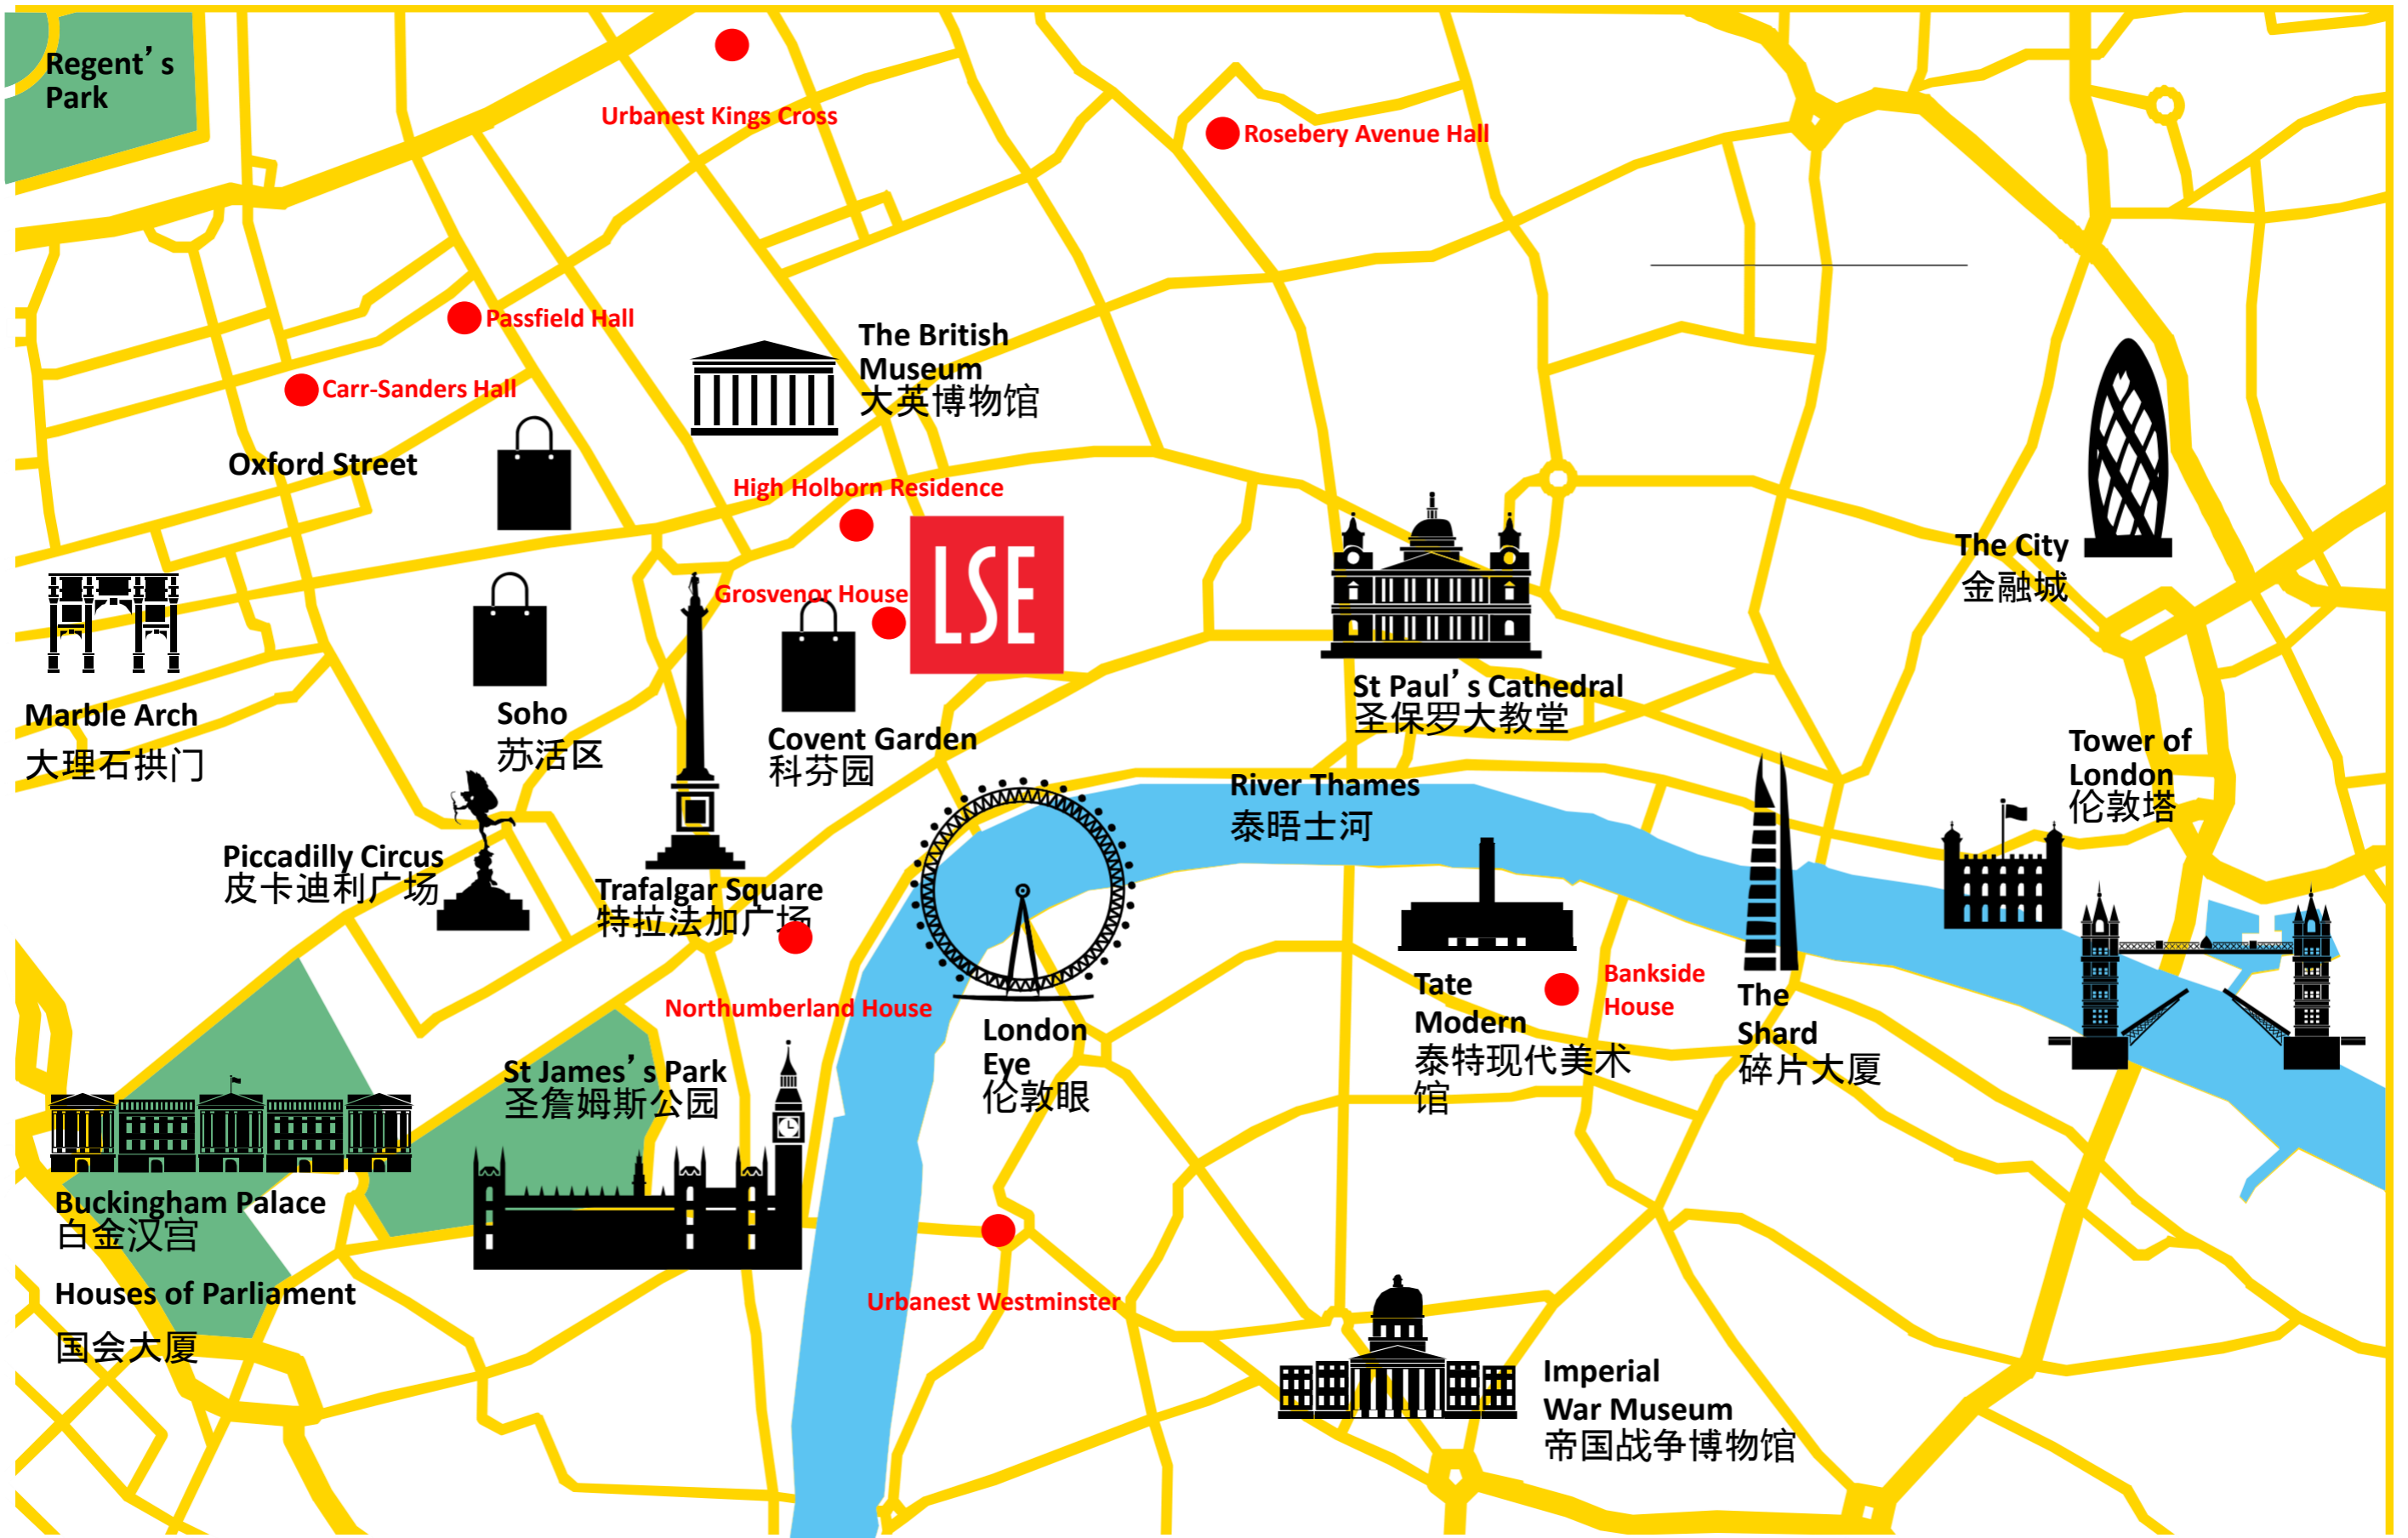 Regent’s
Park
Urbanest Kings Cross
Rosebery Avenue Hall
Passfield Hall
The British
Museum
大英博物馆
Carr-Sanders Hall
Oxford Street
High Holborn Residence
LSE
Grosvenor House
The City
金融城
Marble Arch
大理石拱门
Soho
苏活区
Covent Garden
科芬园
St Paul’s Cathedral
圣保罗大教堂
River Thames
泰晤士河
Tower of
London
伦敦塔
Piccadilly Circus
皮卡迪利广场
Trafalgar Square
特拉法加广场
Northumberland House
London
Eye
伦敦眼
Tate
Modern
泰特现代美术
馆
Bankside
House
The
Shard
碎片大厦
St James’s Park
圣詹姆斯公园
Buckingham Palace
白金汉宫
Houses of Parliament
国会大厦
Urbanest Westminster
Imperial
War Museum
帝国战争博物馆